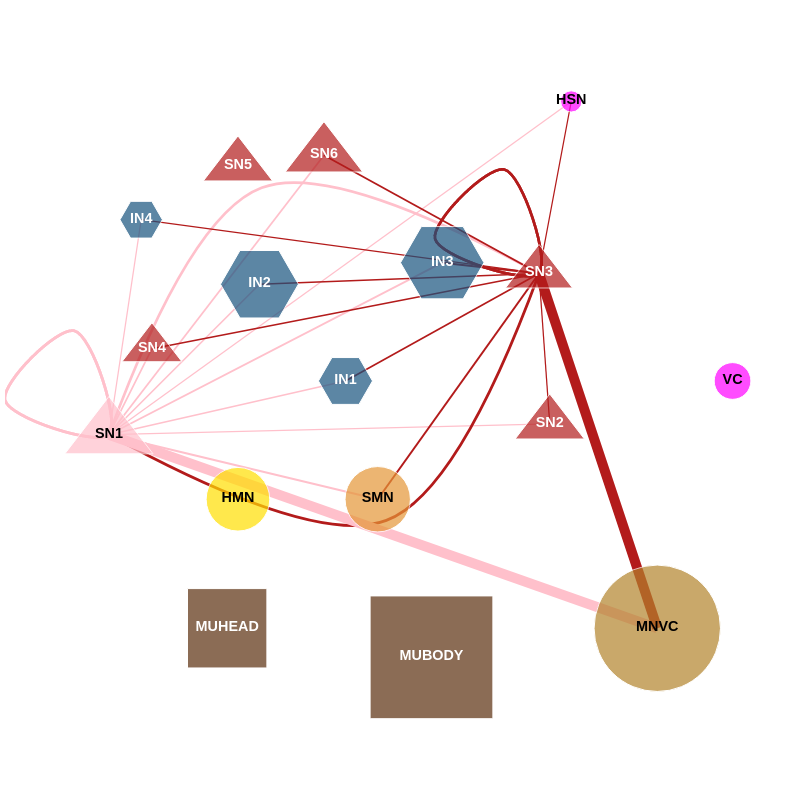 HSN
SN6
SN5
IN4
IN3
SN3
IN2
SN4
IN1
VC
SN2
SN1
HMN
SMN
MUHEAD
MNVC
MUBODY